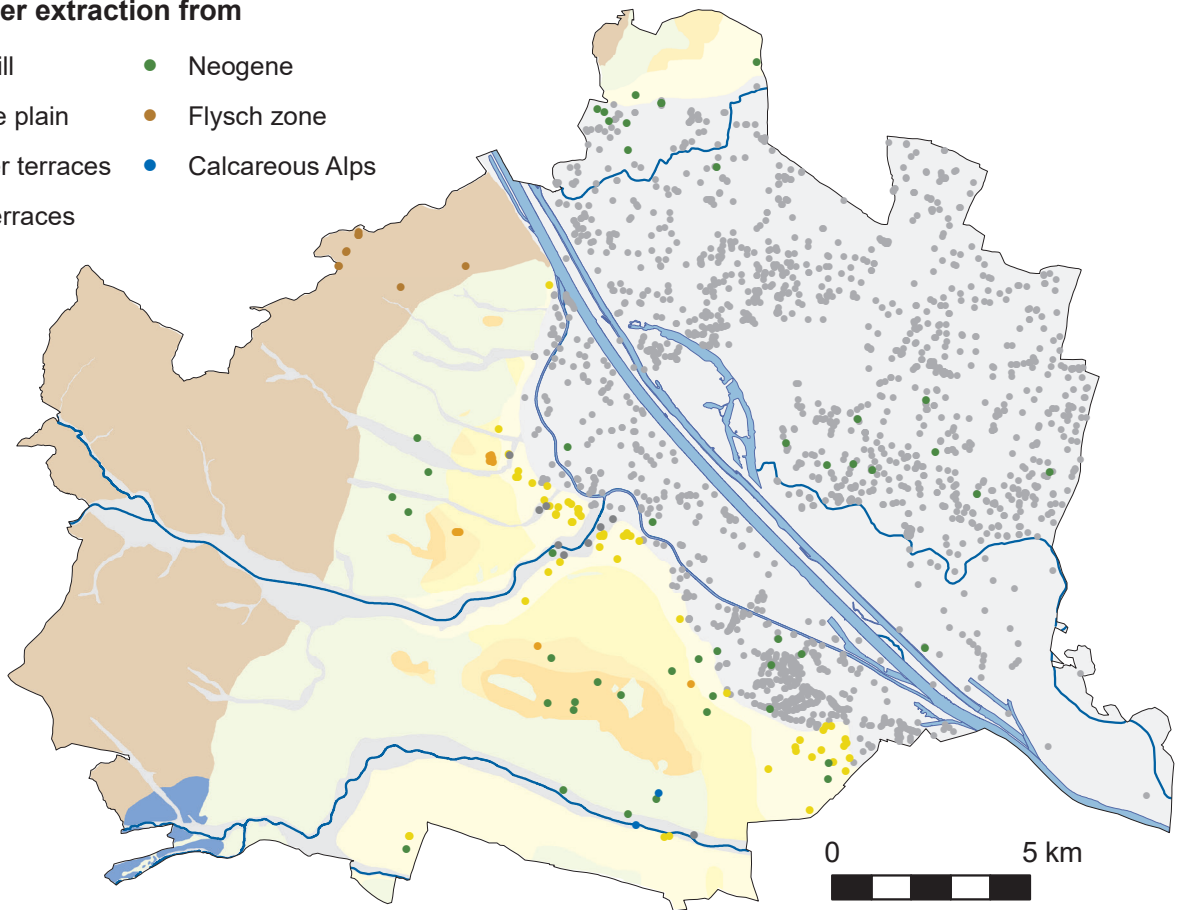 er extraction from
ill
Neogene
e plain
Flysch zone
r terraces
Calcareous Alps
erraces
0 5 km